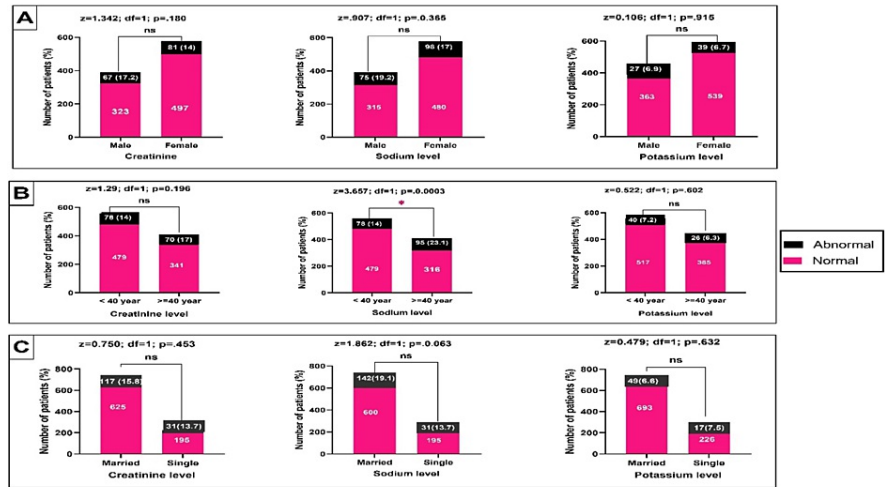 A
z=1.342; df=1; p=.180
ns
Number of patients (%)
600
400
200
0
67 (17.2)
81 (14)
323
497
Male Female
Creatinine
z=.907; df=1; p=.0.365
ns
Number of patients (%)
600
400
200
0
75 (19.2)
98 (17)
315
480
Male Female
Sodium level
z=0.106; df=1; p=.915
ns
Number of patients (%)
600
400
200
0
27 (6.9)
39 (6.7)
363
539
Male Female
Potassium level
B
z=1.29; df=1; p=0.196
ns
Number of patients (%)
600
400
200
0
78 (14)
70 (17)
479
341
< 40 year >=40 year
Creatinine level
z=3.657; df=1; p=.0.0003
*
Number of patients (%)
600
400
200
0
78 (14)
95 (23.1)
479
316
< 40 year >=40 year
Sodium level
z=0.522; df=1; p=.602
ns
Number of patients (%)
600
400
200
0
40 (7.2)
26 (6.3)
517
385
< 40 year >=40 year
Potassium level
Abnormal
Normal
C
z=0.750; df=1; p=.453
ns
Number of patients (%)
800
600
400
200
0
117 (15.8)
31(13.7)
625
195
Married Single
Creatinine level
z=1.862; df=1; p=.0.063
ns
Number of patients (%)
800
600
400
200
0
142(19.1)
31(13.7)
600
195
Married Single
Sodium level
z=0.479; df=1; p=.632
ns
Number of patients (%)
800
600
400
200
0
49(6.6)
17(7.5)
693
226
Married Single
Potassium level